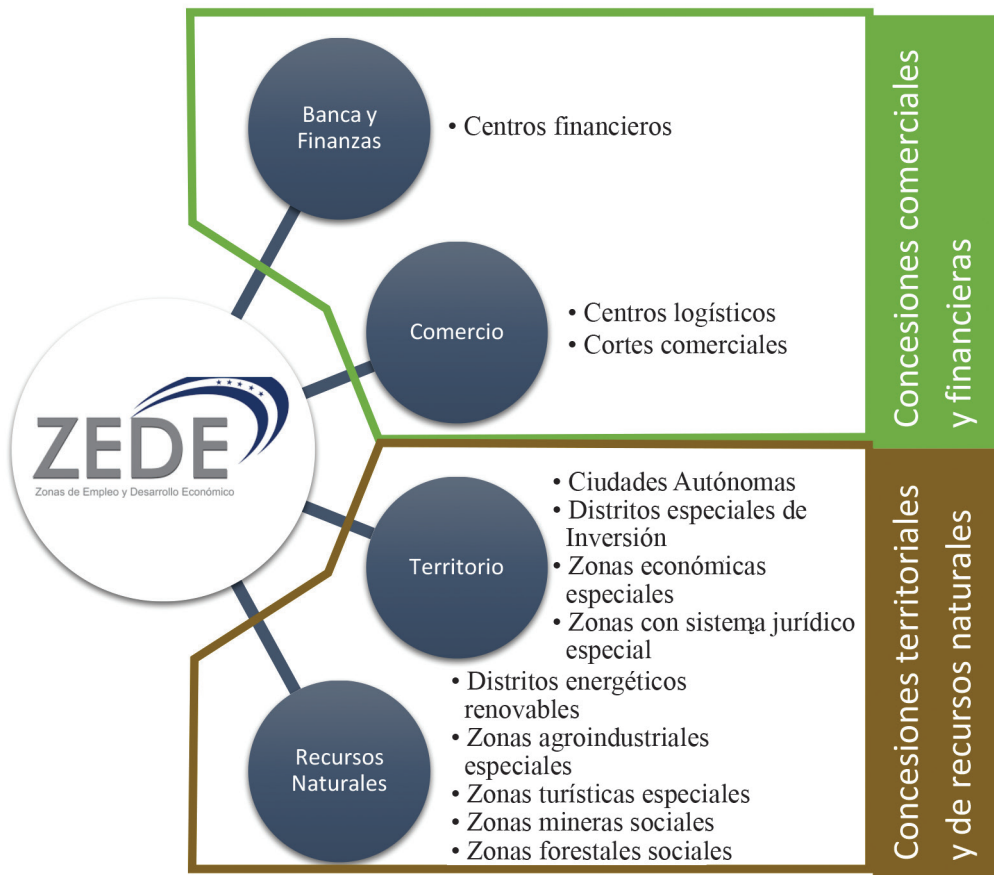 Banca y
Finanzas
• Centros financieros
Comercio
• Centros logísticos
• Cortes comerciales
Concesiones comerciales
y financieras
ZEDE
Zonas de Empleo y Desarrollo Económico
Territorio
• Ciudades Autónomas
• Distritos especiales de
Inversión
• Zonas económicas
especiales
• Zonas con sistema jurídico
especial
Recursos
Naturales
• Distritos energéticos
renovables
• Zonas agroindustriales
especiales
• Zonas turísticas especiales
• Zonas mineras sociales
• Zonas forestales sociales
Concesiones territoriales
y de recursos naturales